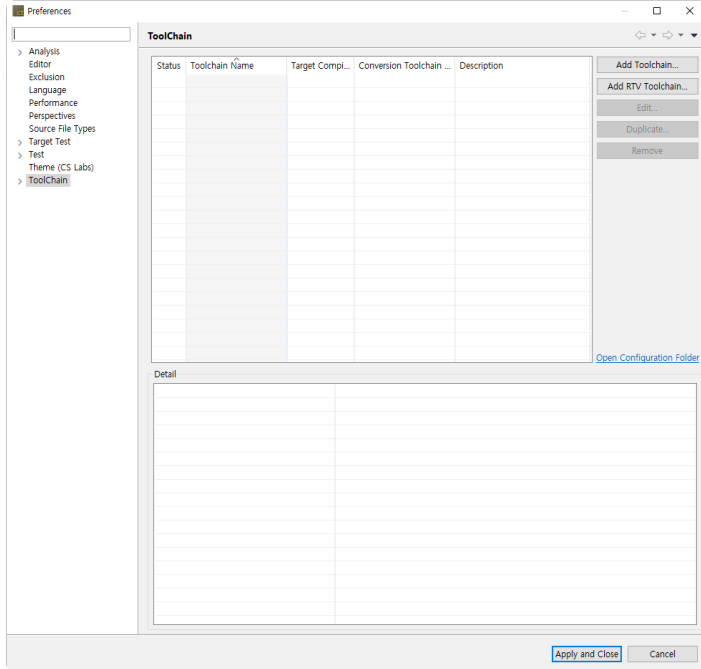 Preferences
ToolChain
Analysis
Editor
Exclusion
Language
Performance
Perspectives
Source File Types
Target Test
Test
Theme (CS Labs)
ToolChain
Status Toolchain Name Target Compi... Conversion Toolchain ... Description
Add Toolchain...
Add RTV Toolchain...
Edit...
Duplicate...
Remove
Open Configuration Folder
Detail
Apply and Close Cancel